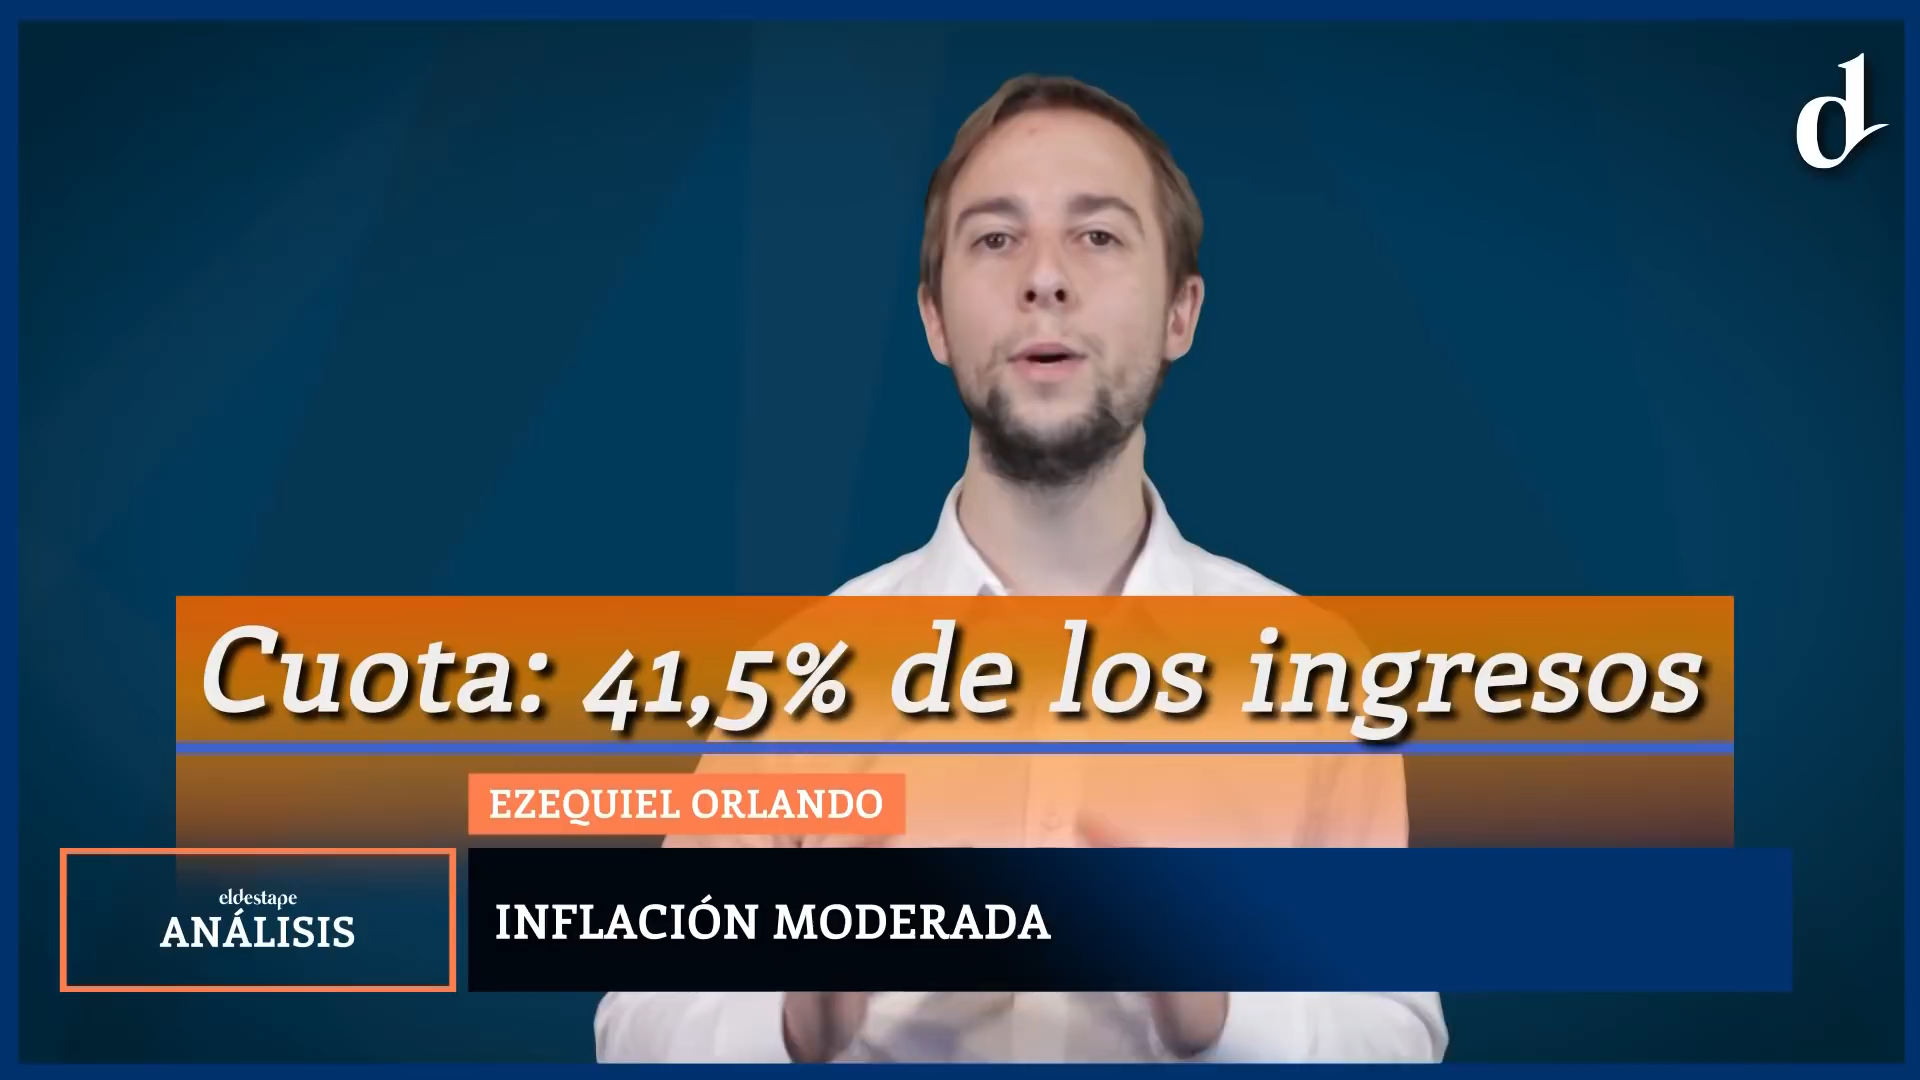 d
Cuota: 41,5% de los ingresos
EZEQUIEL ORLANDO
eldestape
ANÁLISIS
INFLACIÓN MODERADA